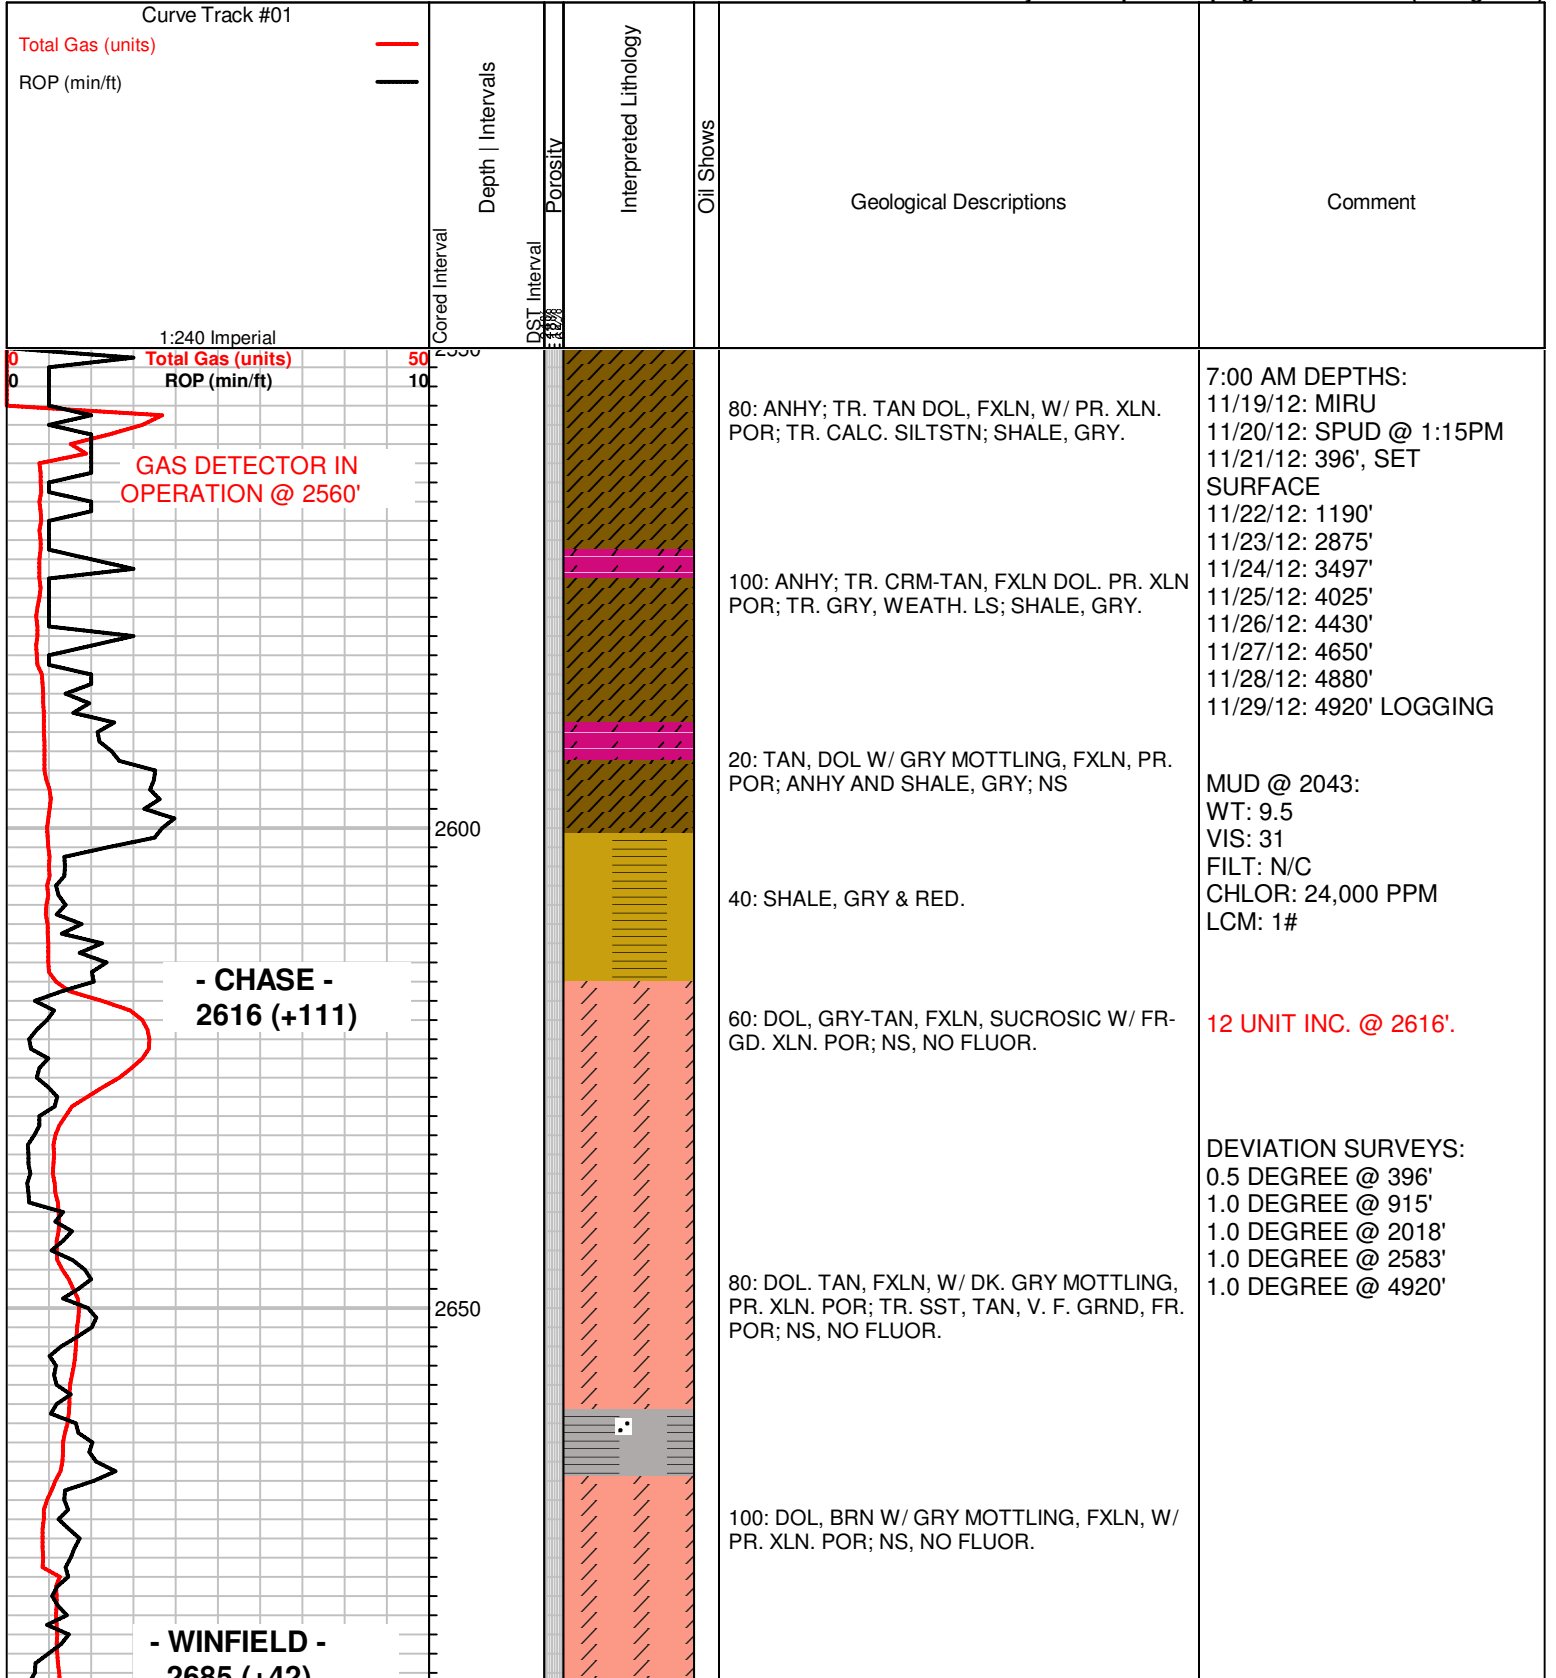 Curve Track #01
Total Gas (units)
ROP (min/ft)
1:240 Imperial
Cored Interval
Depth | Intervals
DST Interval
Porosity
Interpreted Lithology
Oil Shows
Geological Descriptions
Comment
0 Total Gas (units) 50
0 ROP (min/ft) 10
2550
GAS DETECTOR IN
OPERATION @ 2560'
2600
- CHASE -
2616 (+111)
2650
- WINFIELD -
2685 (+42)
80: ANHY; TR. TAN DOL, FXLN, W/ PR. XLN.
POR; TR. CALC. SILTSTN; SHALE, GRY.
100: ANHY; TR. CRM-TAN, FXLN DOL. PR. XLN
POR; TR. GRY, WEATH. LS; SHALE, GRY.
20: TAN, DOL W/ GRY MOTTLING, FXLN, PR.
POR; ANHY AND SHALE, GRY; NS
40: SHALE, GRY & RED.
60: DOL, GRY-TAN, FXLN, SUCROSIC W/ FR-
GD. XLN. POR; NS, NO FLUOR.
80: DOL. TAN, FXLN, W/ DK. GRY MOTTLING,
PR. XLN. POR; TR. SST, TAN, V. F. GRND, FR.
POR; NS, NO FLUOR.
100: DOL, BRN W/ GRY MOTTLING, FXLN, W/
PR. XLN. POR; NS, NO FLUOR.
7:00 AM DEPTHS:
11/19/12: MIRU
11/20/12: SPUD @ 1:15PM
11/21/12: 396', SET
SURFACE
11/22/12: 1190'
11/23/12: 2875'
11/24/12: 3497'
11/25/12: 4025'
11/26/12: 4430'
11/27/12: 4650'
11/28/12: 4880'
11/29/12: 4920' LOGGING
MUD @ 2043:
WT: 9.5
VIS: 31
FILT: N/C
CHLOR: 24,000 PPM
LCM: 1#
12 UNIT INC. @ 2616'.
DEVIATION SURVEYS:
0.5 DEGREE @ 396'
1.0 DEGREE @ 915'
1.0 DEGREE @ 2018'
1.0 DEGREE @ 2583'
1.0 DEGREE @ 4920'